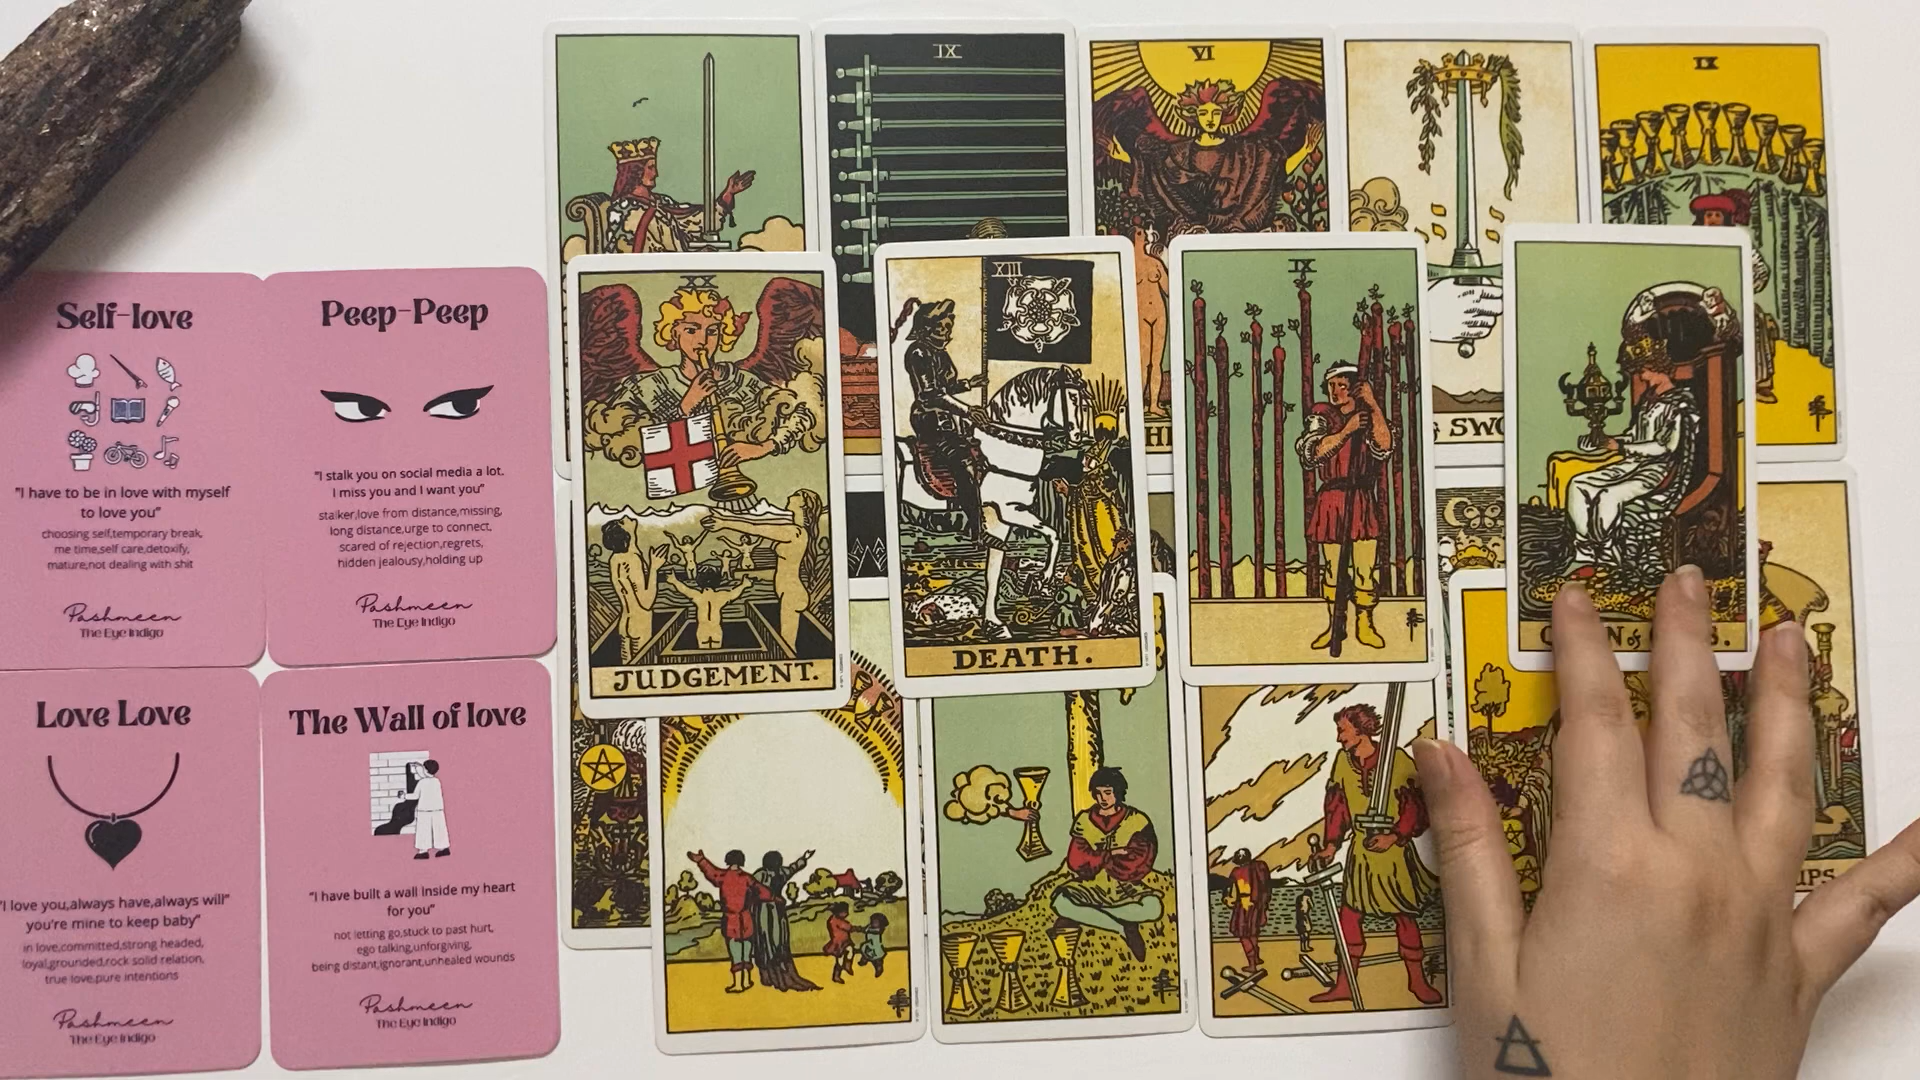 Self-love
"I have to be in love with myself
to love you"
choosing self,temporary break,
me time,self care,detoxify,
mature,not dealing with shit
Pashmeen
The Eye Indigo
Peep-Peep
"I stalk you on social media a lot.
I miss you and I want you"
stalker,love from distance,missing,
long distance,urge to connect,
scared of rejection,regrets,
hidden jealousy,holding up
Pashmeen
The Eye Indigo
Love Love
"I love you,always have,always will"
you're mine to keep baby"
in love,committed,strong headed,
loyal,grounded,rock solid relation,
true love,pure intentions
Pashmeen
The Eye Indigo
The Wall of love
"I have built a wall inside my heart
for you"
not letting go,stuck to past hurt,
ego talking,unforgiving,
being distant,ignorant,unhealed wounds
Pashmeen
The Eye Indigo
IX
VI
IX
SWO
XX
JUDGEMENT.
XIII
DEATH.
IX